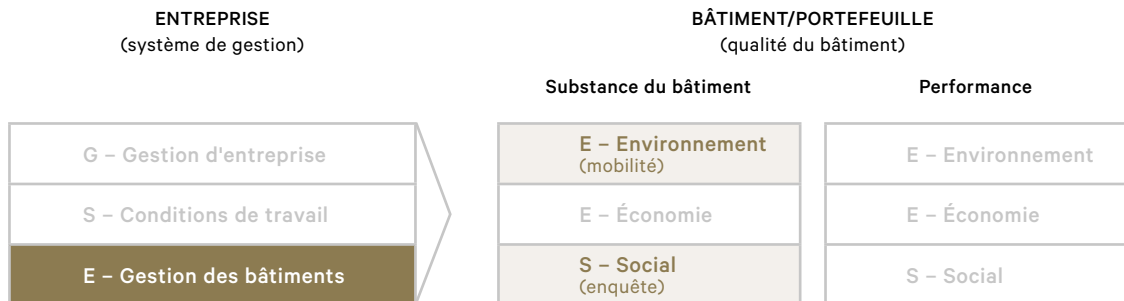 ENTREPRISE
(système de gestion)
BÂTIMENT/PORTEFEUILLE
(qualité du bâtiment)
Substance du bâtiment
Performance
G – Gestion d'entreprise
S – Conditions de travail
E – Gestion des bâtiments
E – Environnement
(mobilité)
E – Économie
S – Social
(enquête)
E – Environnement
E – Économie
S – Social